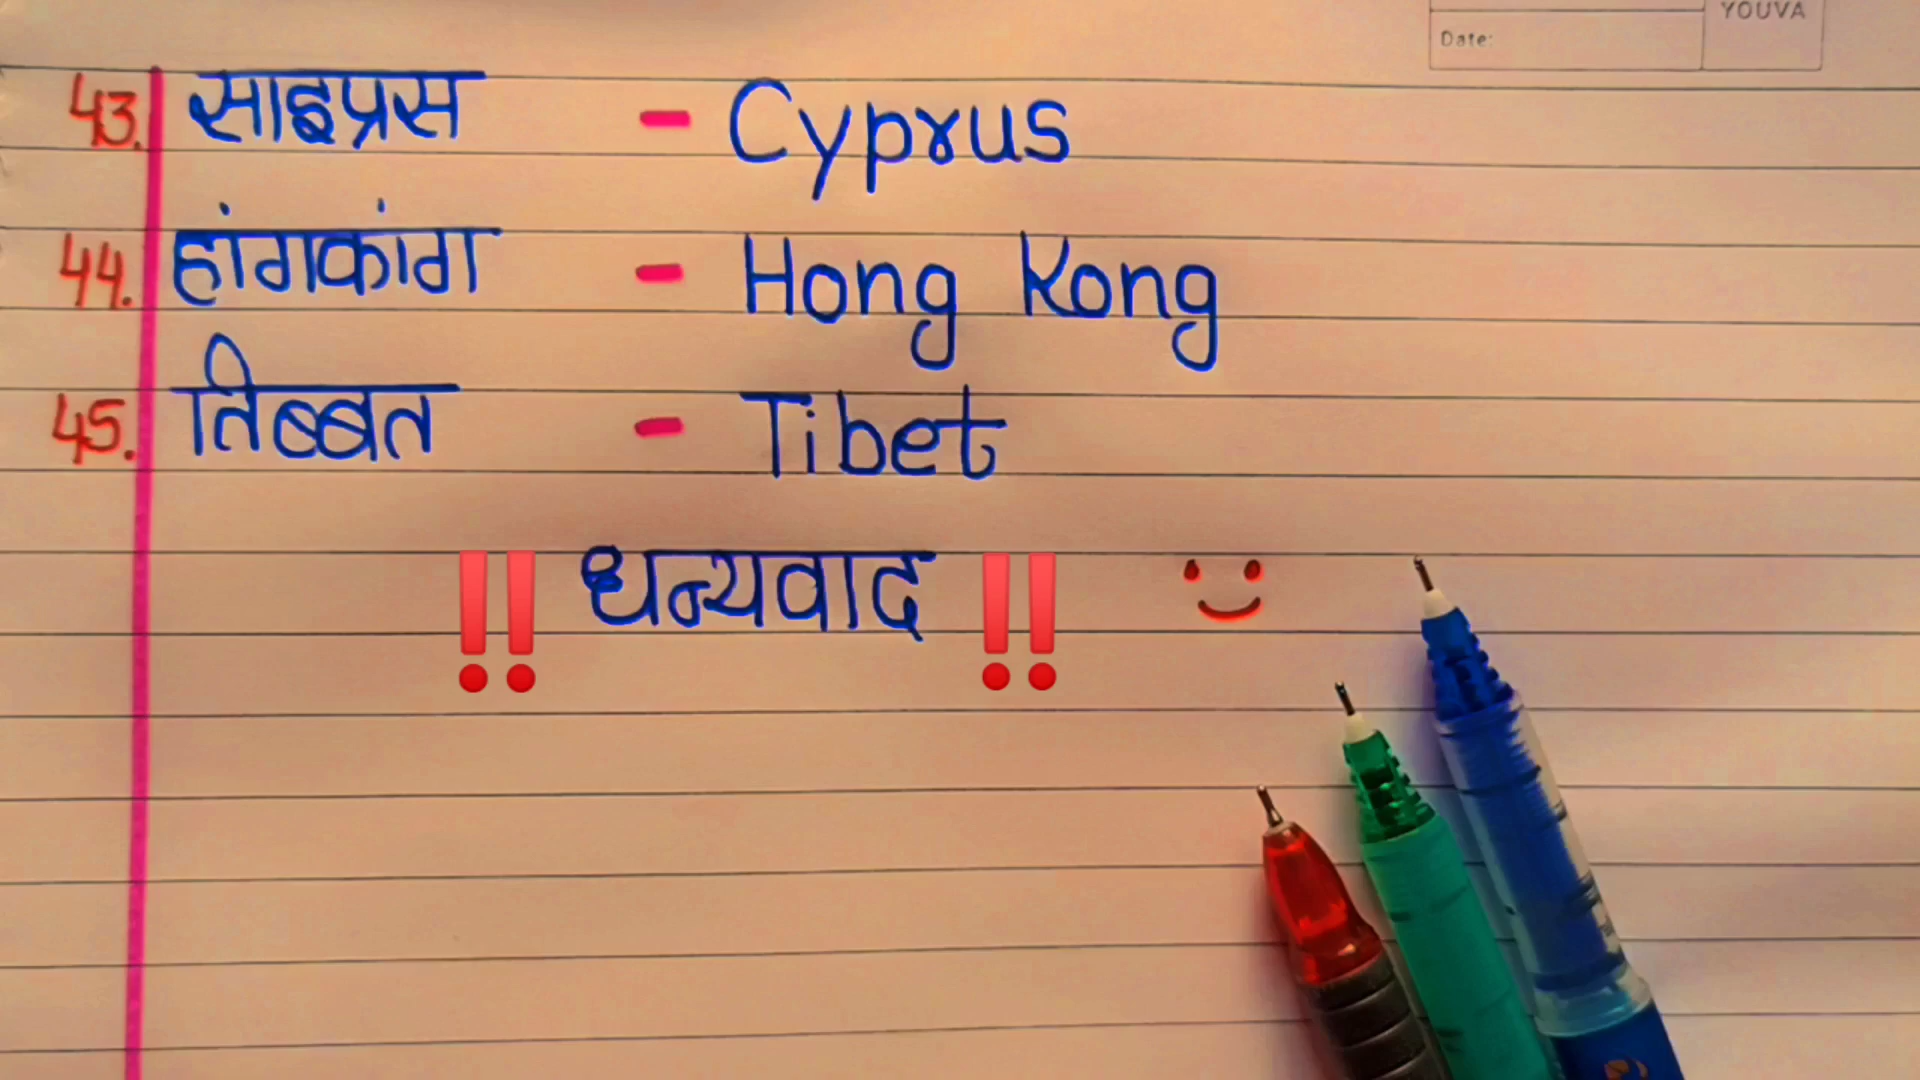 YOUVA
Date:
43. साइप्रस - Cyprus
44. हांगकांग - Hong Kong
45. तिब्बत - Tibet
‼ धन्यवाद ‼